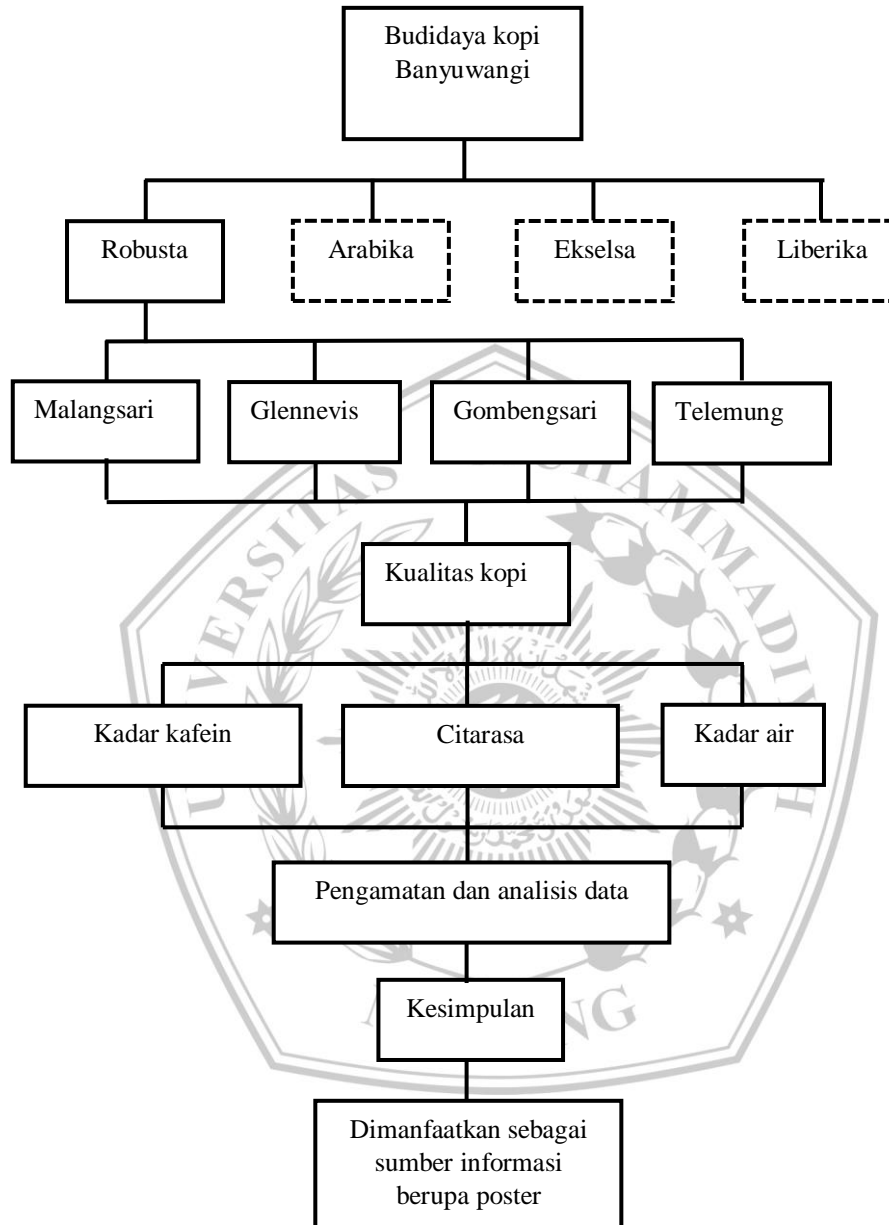 Budidaya kopi
Banyuwangi
Robusta
Arabika
Ekselsa
Liberika
Malangsari
Glennevis
Gombengsari
Telemung
Kualitas kopi
Kadar kafein
Citarasa
Kadar air
Pengamatan dan analisis data
Kesimpulan
Dimanfaatkan sebagai
sumber informasi
berupa poster